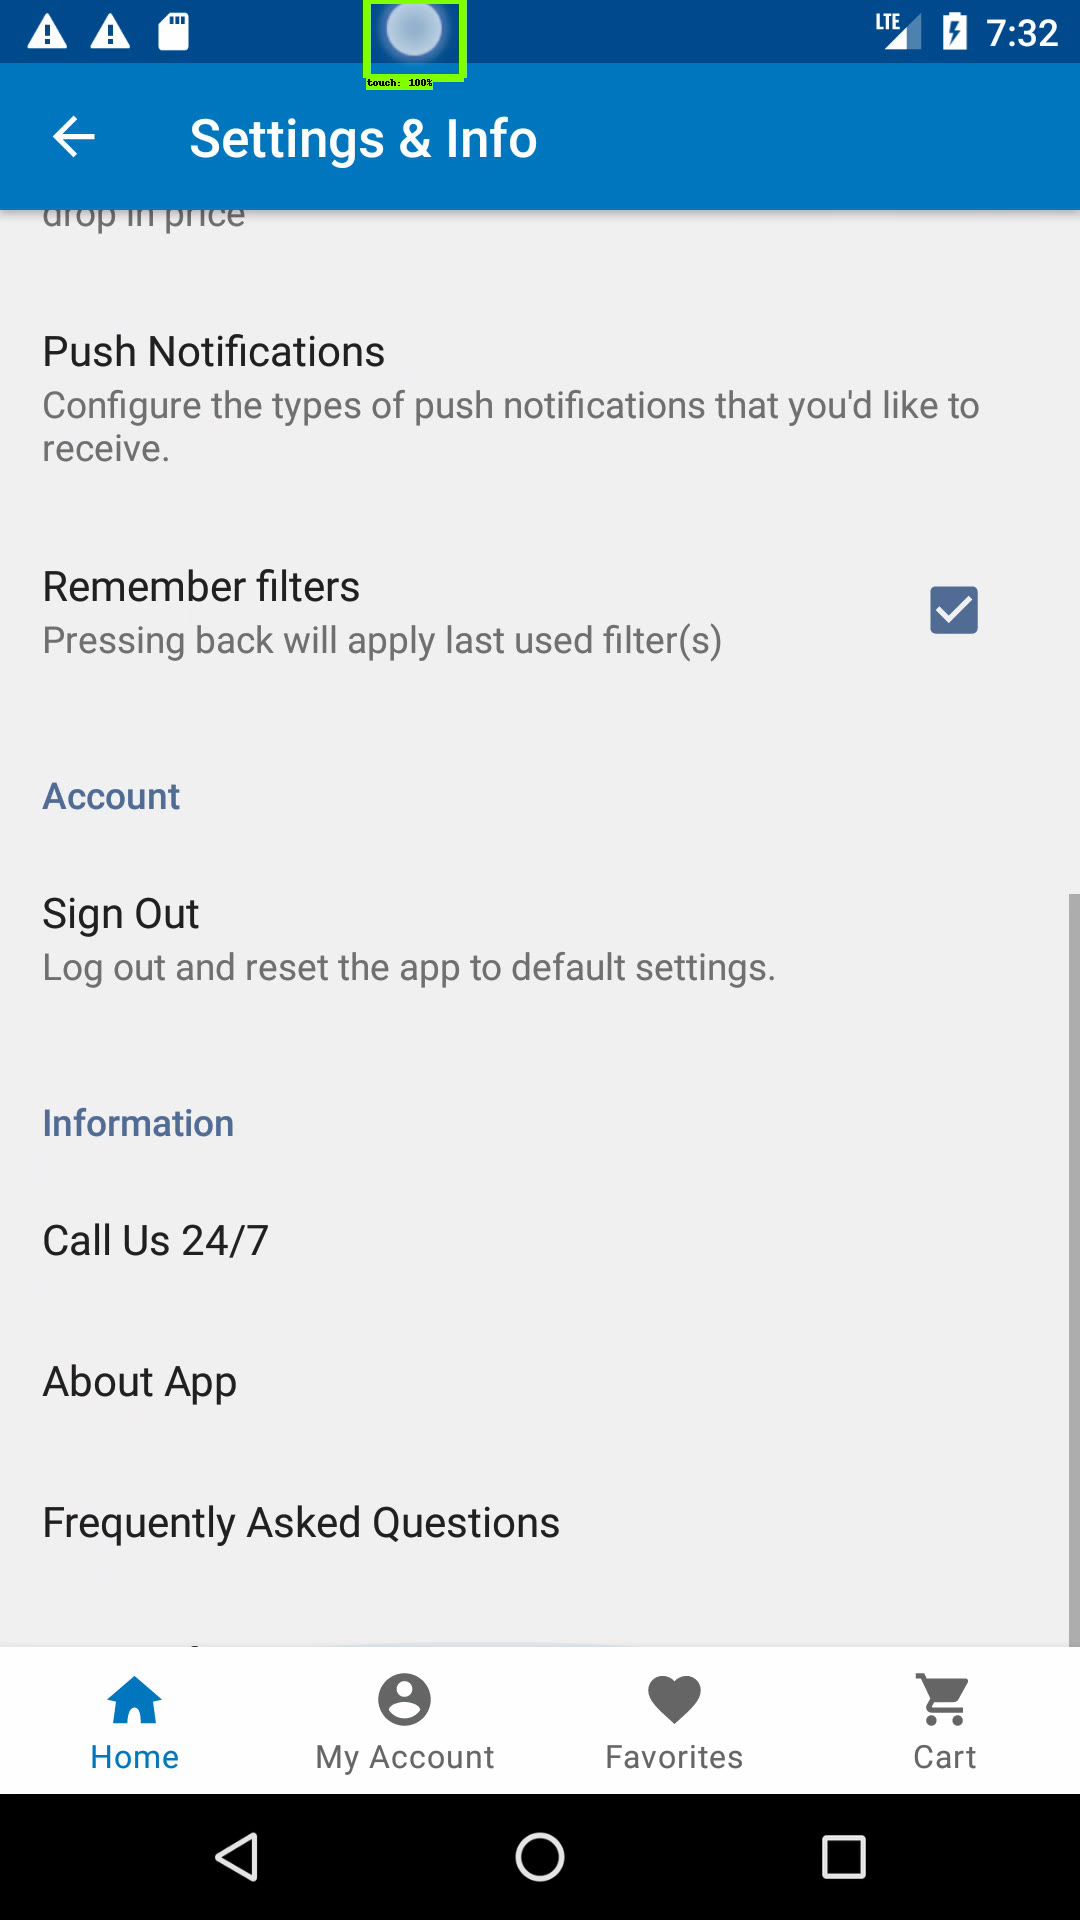 LTE 7:32
touch: 100%
Settings & Info
drop in price
Push Notifications
Configure the types of push notifications that you'd like to
receive.
Remember filters
Pressing back will apply last used filter(s)
Account
Sign Out
Log out and reset the app to default settings.
Information
Call Us 24/7
About App
Frequently Asked Questions
Home
My Account
Favorites
Cart